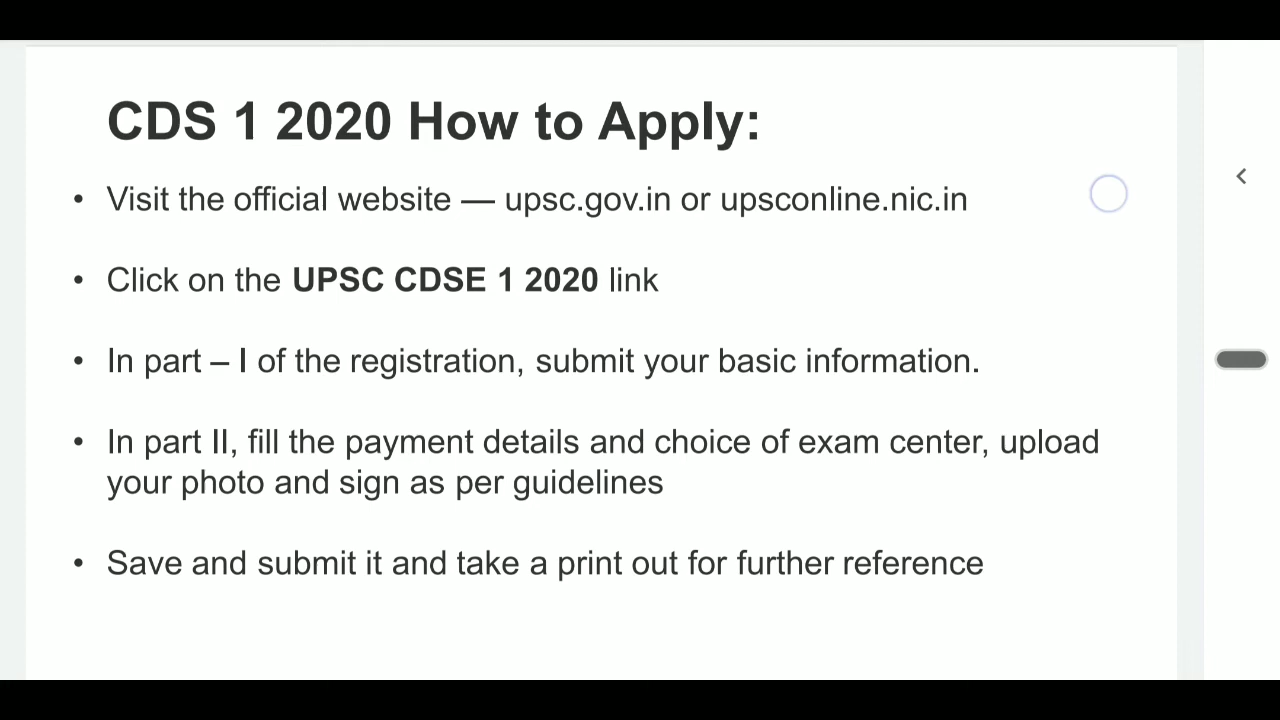 CDS 1 2020 How to Apply:
• Visit the official website — upsc.gov.in or upsconline.nic.in
• Click on the UPSC CDSE 1 2020 link
• In part – I of the registration, submit your basic information.
• In part II, fill the payment details and choice of exam center, upload
your photo and sign as per guidelines
• Save and submit it and take a print out for further reference